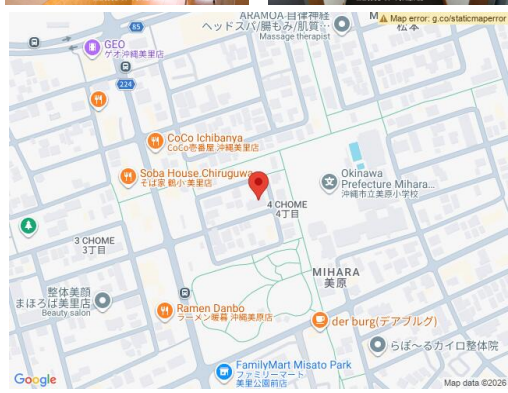 ARAMOA 自律神経
ヘッドスパ/腸もみ/肌質…
Massage therapist
松本
Map error: g.co/staticmaperror
85
GEO
ゲオ沖縄美里店
224
CoCo Ichibanya
CoCo壱番屋 沖縄美里店
Soba House Chiruguwa
そば家 鶴小 美里店
Okinawa
Prefecture Mihara...
沖縄市立美原小学校
4 CHOME
4丁目
3 CHOME
3丁目
MIHARA
美原
整体美顔
まほろば美里店
Beauty salon
Ramen Danbo
ラーメン暖暮 沖縄美原店
der burg(デアブルグ)
らぽ～るカイロ整体院
FamilyMart Misato Park
ファミリーマート
美里公園前店
Google
Map data ©2026